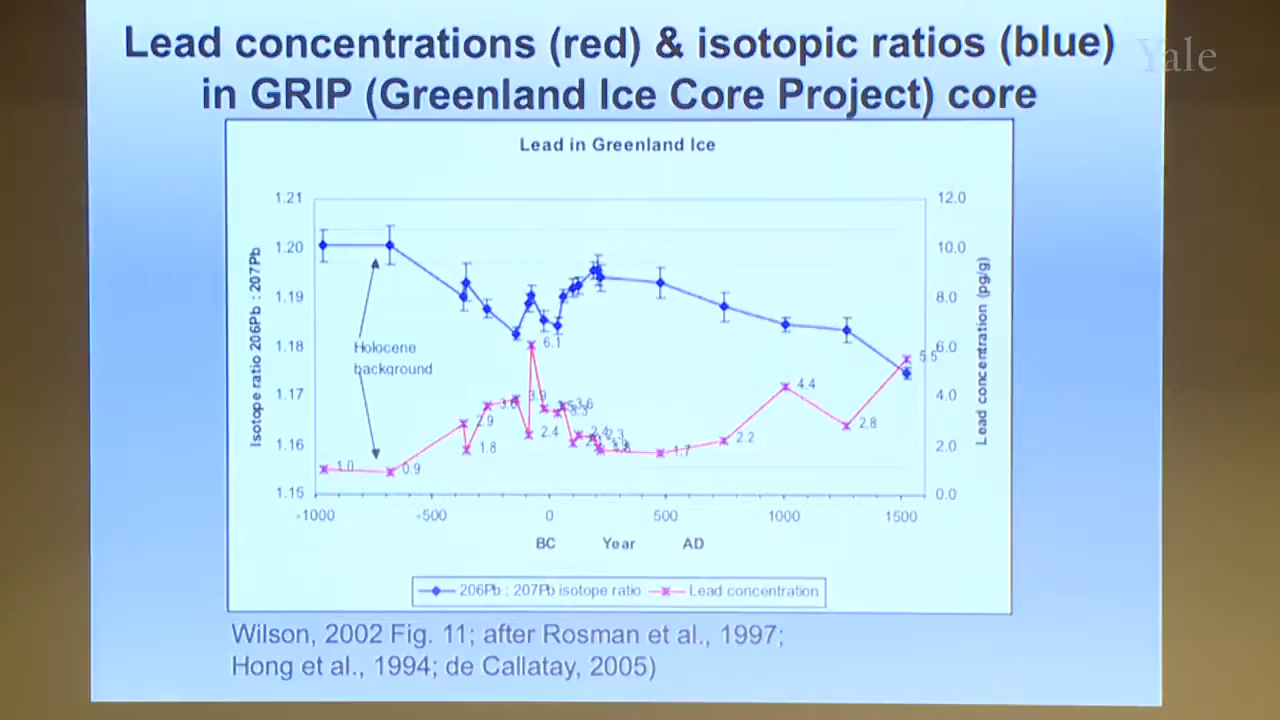 Lead concentrations (red) & isotopic ratios (blue)
in GRIP (Greenland Ice Core Project) core
Yale
Lead in Greenland Ice
1.21
1.20
1.19
1.18
1.17
1.16
1.15
Isotope ratio 206Pb : 207Pb
12.0
10.0
8.0
6.0
4.0
2.0
0.0
Lead concentration (pg/g)
Holocene
background
1.0
0.9
2.9
1.8
3.9
2.4
6.1
3.6
1.7
2.2
4.4
2.8
5.5
-1000
-500
0
500
1000
1500
BC Year AD
206Pb : 207Pb isotope ratio
Lead concentration
Wilson, 2002 Fig. 11; after Rosman et al., 1997;
Hong et al., 1994; de Callatay, 2005)